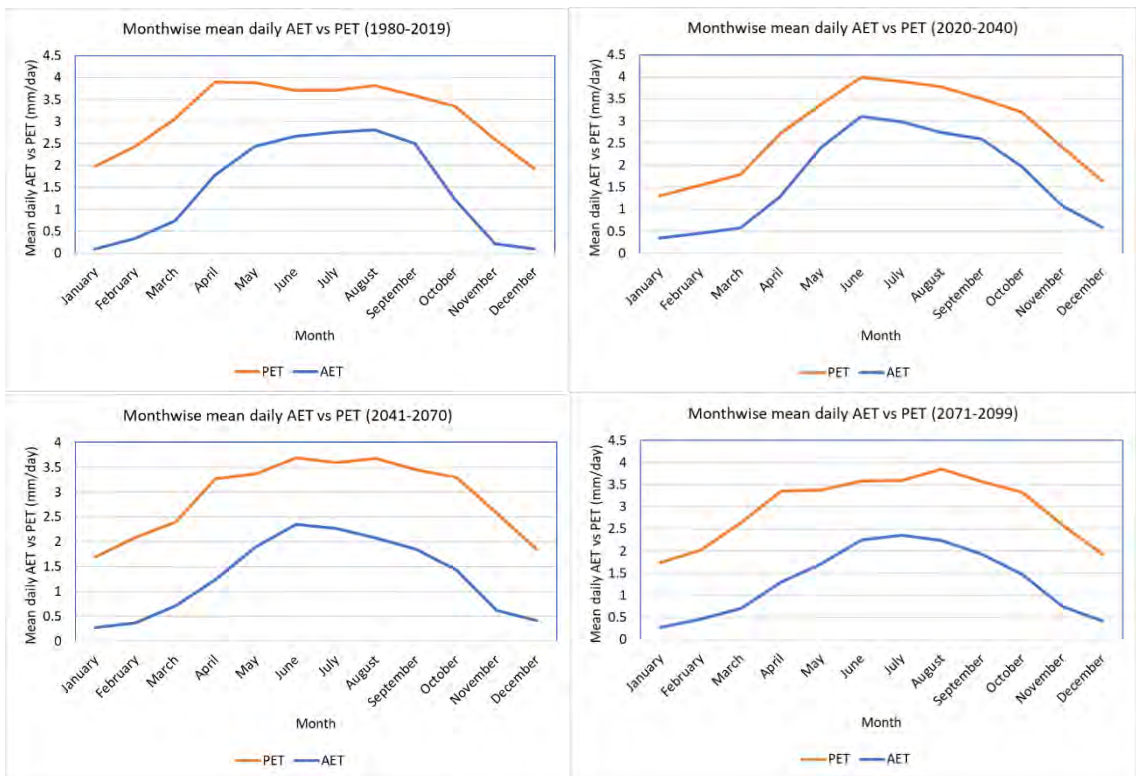 Monthwise mean daily AET vs PET (1980-2019)
Mean daily AET vs PET (mm/day)
4.5
4
3.5
3
2.5
2
1.5
1
0.5
0
January
February
March
April
May
June
July
August
September
October
November
December
Month
PET
AET
Monthwise mean daily AET vs PET (2020-2040)
Mean daily AET vs PET (mm/day)
4.5
4
3.5
3
2.5
2
1.5
1
0.5
0
January
February
March
April
May
June
July
August
September
October
November
December
Month
PET
AET
Monthwise mean daily AET vs PET (2041-2070)
Mean daily AET vs PET (mm/day)
4
3.5
3
2.5
2
1.5
1
0.5
0
January
February
March
April
May
June
July
August
September
October
November
December
Month
PET
AET
Monthwise mean daily AET vs PET (2071-2099)
Mean daily AET vs PET (mm/day)
4.5
4
3.5
3
2.5
2
1.5
1
0.5
0
January
February
March
April
May
June
July
August
September
October
November
December
Month
PET
AET